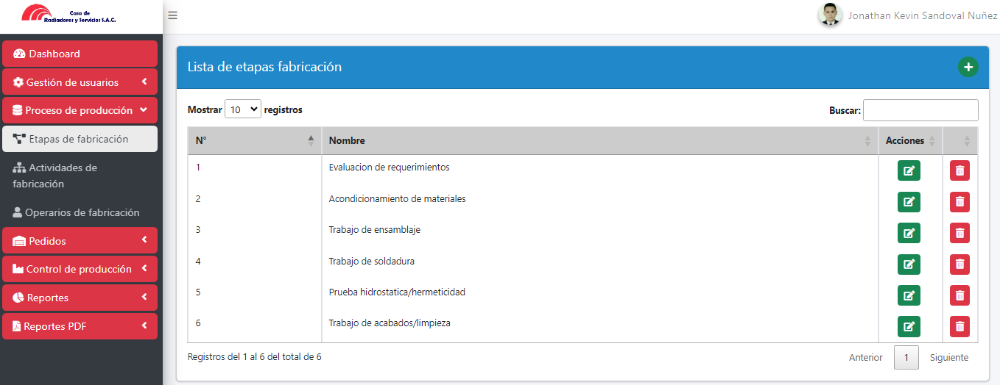 Casa de
Radiadores y Servicios S.A.C.
Jonathan Kevin Sandoval Nuñez
Dashboard
Gestión de usuarios
Proceso de producción
Etapas de fabricación
Actividades de
fabricación
Operarios de fabricación
Pedidos
Control de producción
Reportes
Reportes PDF
Lista de etapas fabricación
Mostrar 10 registros
Buscar:
N° Nombre Acciones
1 Evaluacion de requerimientos
2 Acondicionamiento de materiales
3 Trabajo de ensamblaje
4 Trabajo de soldadura
5 Prueba hidrostatica/hermeticidad
6 Trabajo de acabados/limpieza
Registros del 1 al 6 del total de 6
Anterior 1 Siguiente